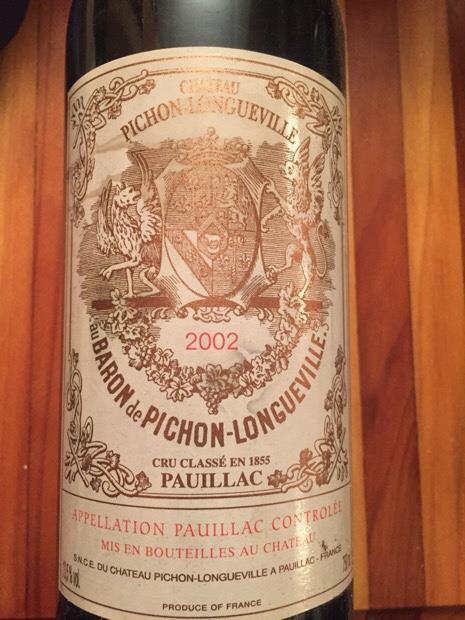 CHATEAU
PICHON-LONGUEVILLE
2002
au BARON de PICHON-LONGUEVILLE
CRU CLASSÉ EN 1855
PAUILLAC
APPELLATION PAUILLAC CONTROLÉE
MIS EN BOUTEILLES AU CHATEAU
S.N.C.E. DU CHATEAU PICHON-LONGUEVILLE A PAUILLAC - FRANCE
% vol.
PRODUCE OF FRANCE